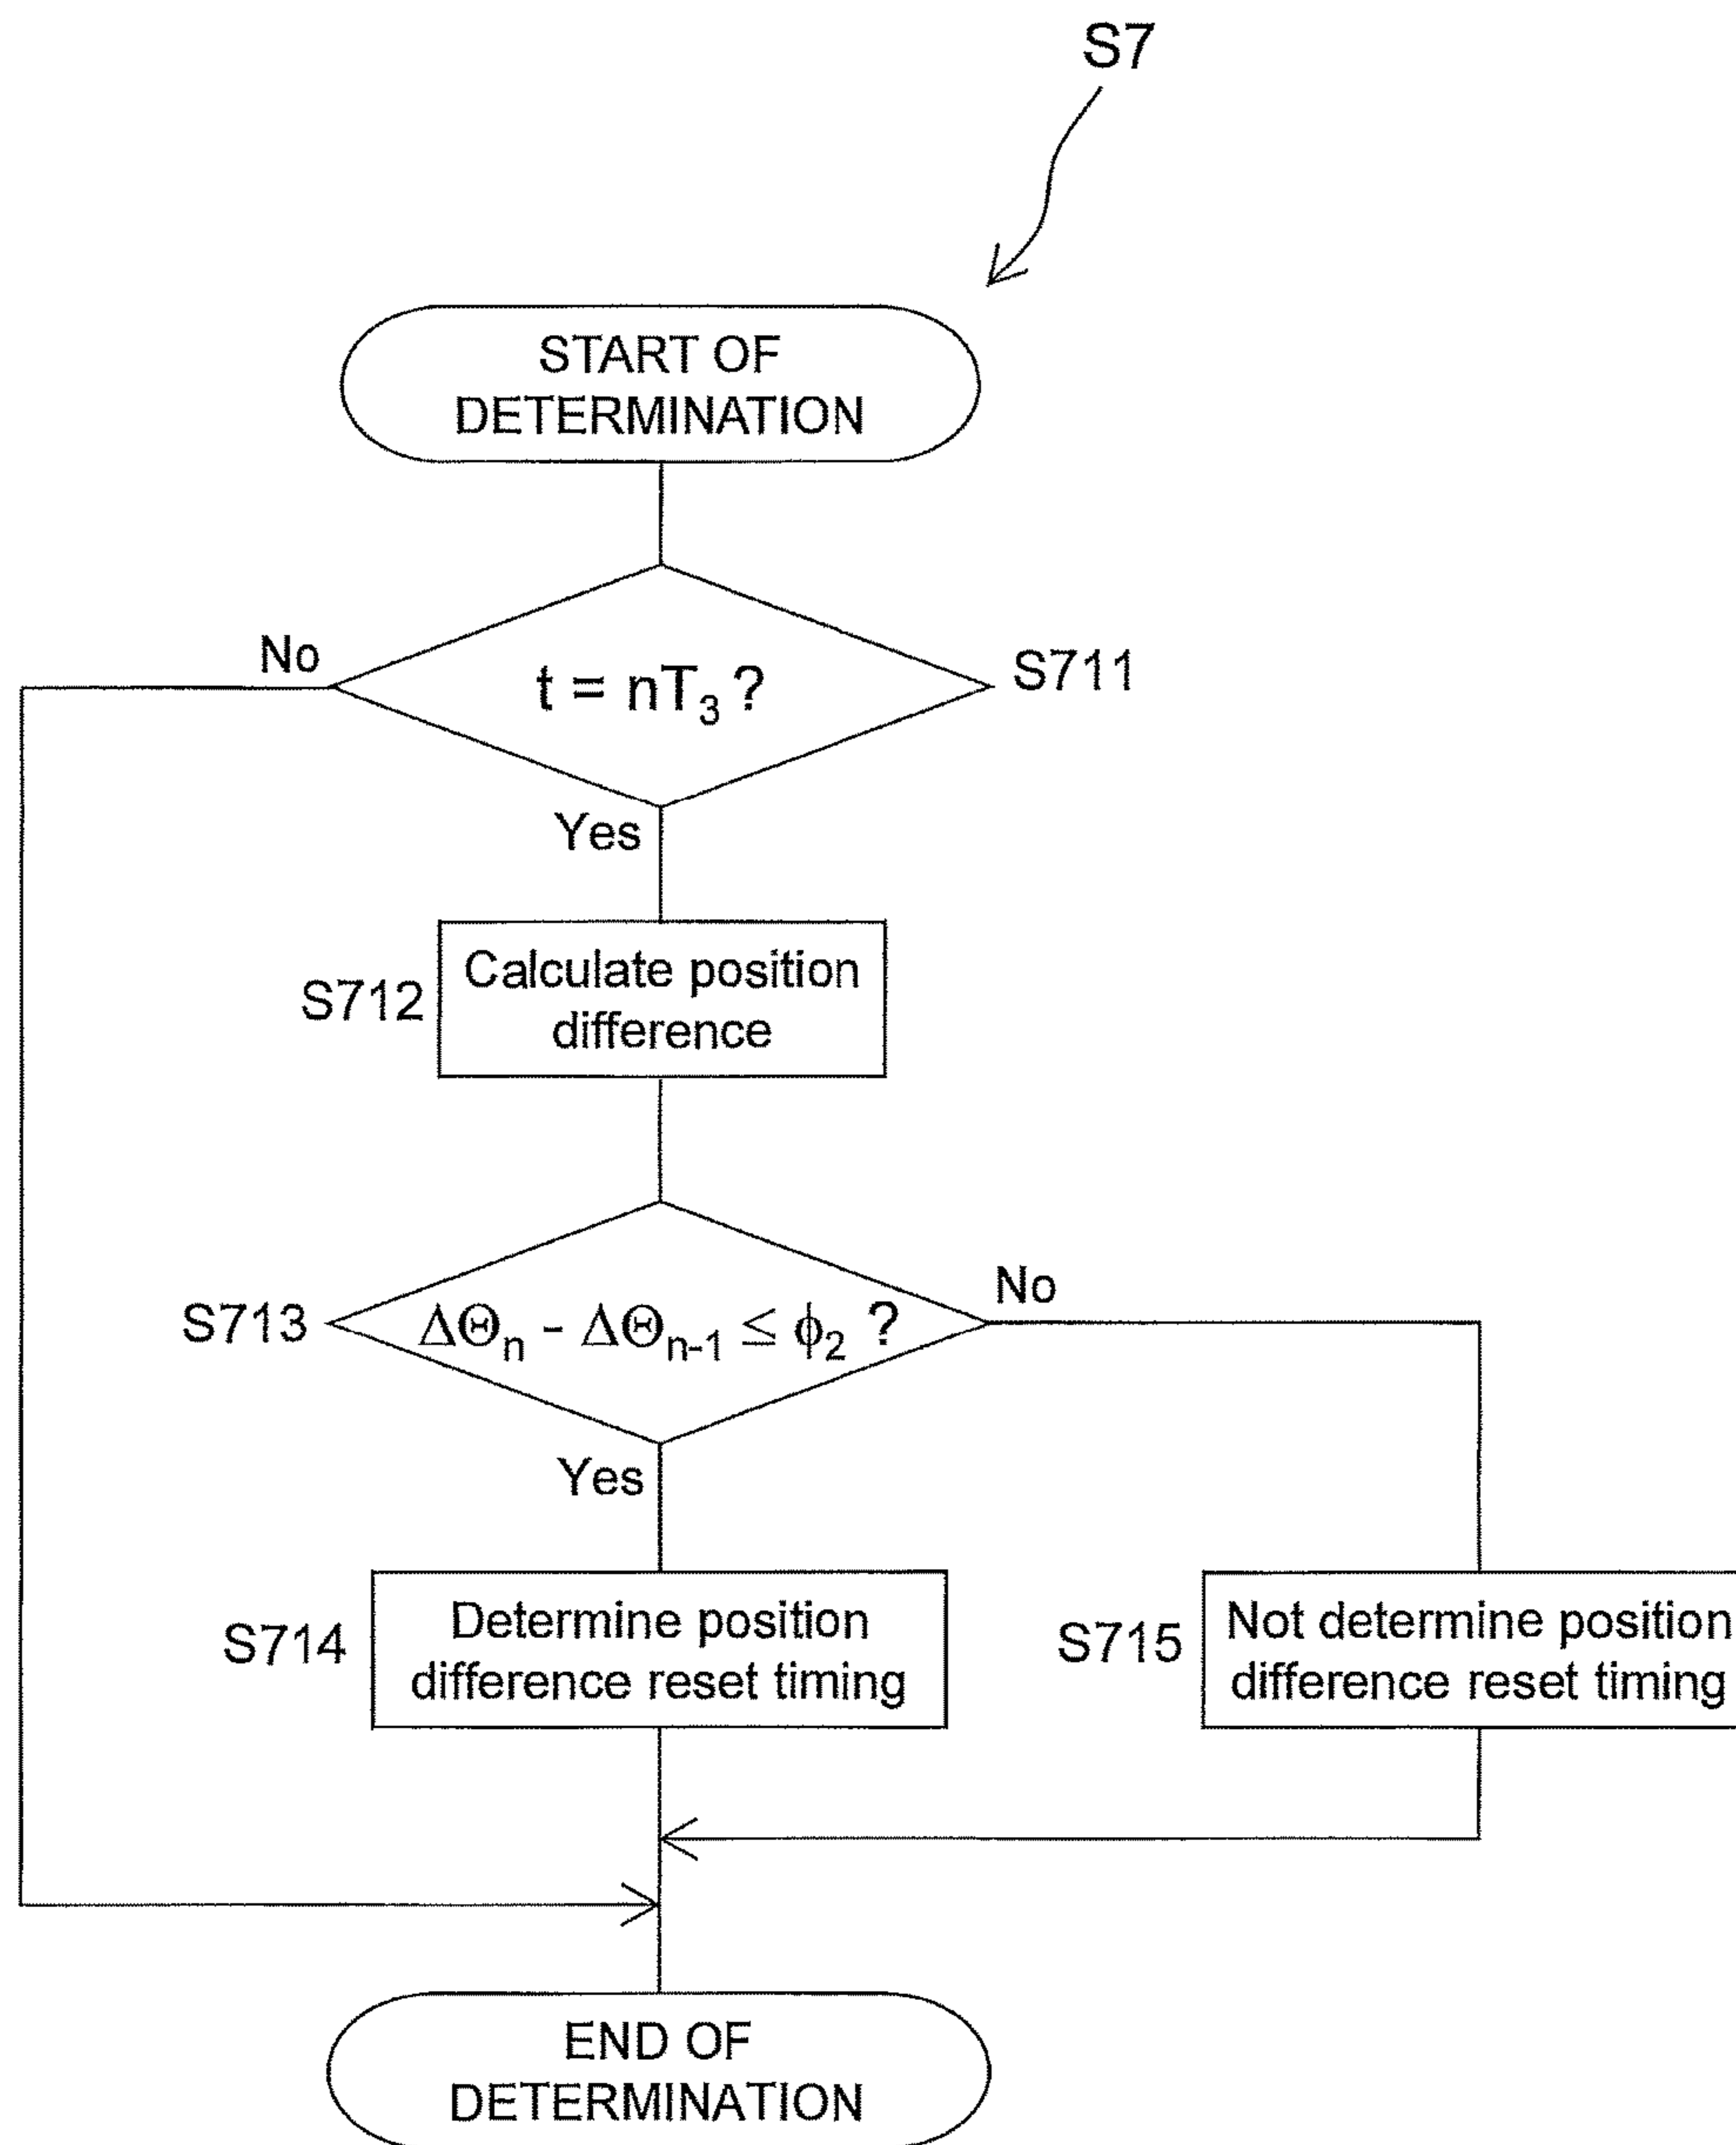 S7
START OF
DETERMINATION
No
t = nT₃ ?
S711
Yes
S712
Calculate position
difference
S713
ΔΘₙ - ΔΘₙ₋₁ ≤ ϕ₂ ?
No
Yes
S714
Determine position
difference reset timing
S715
Not determine position
difference reset timing
END OF
DETERMINATION